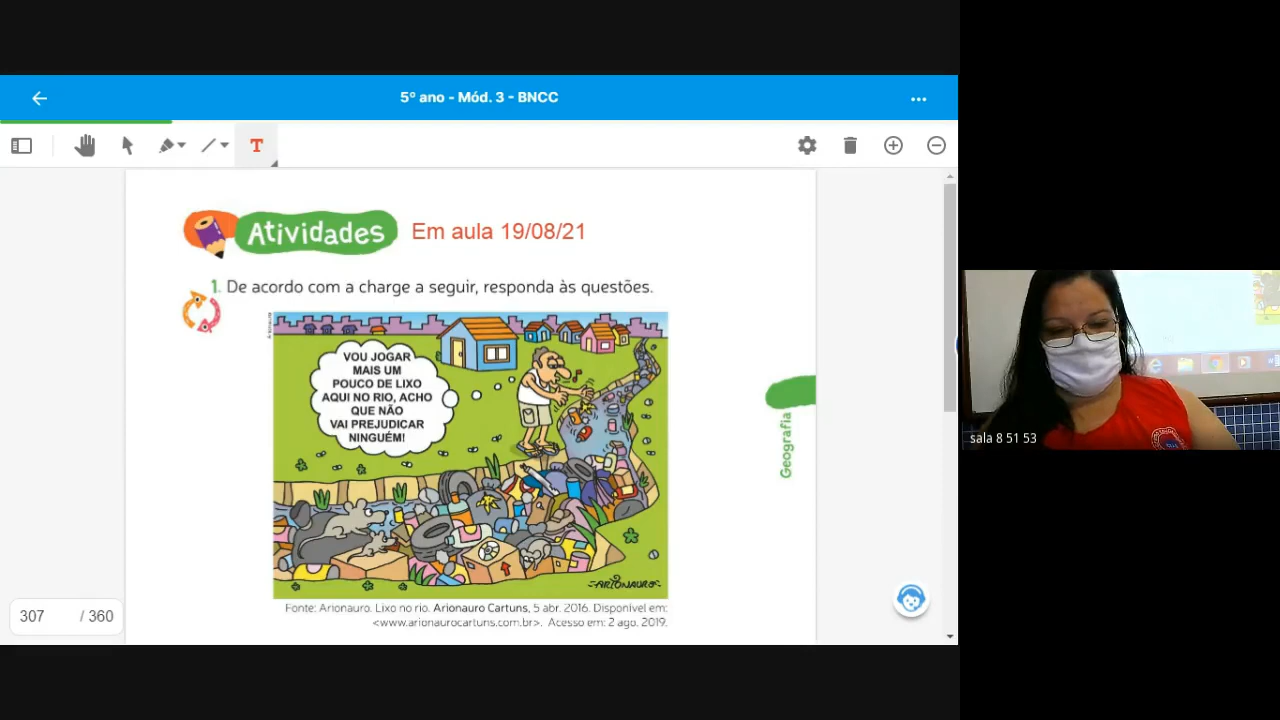 5º ano - Mód. 3 - BNCC
T
Atividades
Em aula 19/08/21
1. De acordo com a charge a seguir, responda às questões.
VOU JOGAR
MAIS UM
POUCO DE LIXO
AQUI NO RIO, ACHO
QUE NÃO
VAI PREJUDICAR
NINGUÉM!
ARIONAURO
Geografia
Fonte: Arionauro. Lixo no rio. Arionauro Cartuns, 5 abr. 2016. Disponível em:
<www.arionaurocartuns.com.br>. Acesso em: 2 ago. 2019.
307 / 360
sala 8 51 53